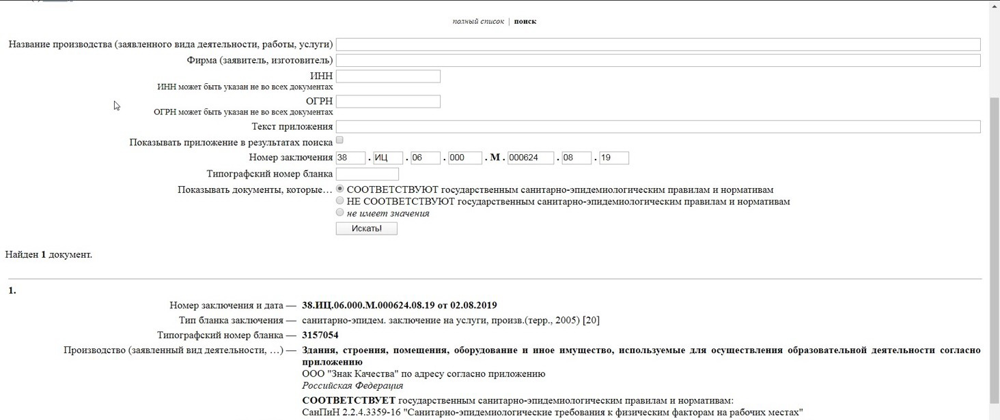 полный список | поиск
Название производства (заявленного вида деятельности, работы, услуги)
Фирма (заявитель, изготовитель)
ИНН
ИНН может быть указан не во всех документах
ОГРН
ОГРН может быть указан не во всех документах
Текст приложения
Показывать приложение в результатах поиска
Номер заключения 38 . ИЦ . 06 . 000 . М . 000624 . 08 . 19
Типографский номер бланка
Показывать документы, которые… СООТВЕТСТВУЮТ государственным санитарно-эпидемиологическим правилам и нормативам
НЕ СООТВЕТСТВУЮТ государственным санитарно-эпидемиологическим правилам и нормативам
не имеет значения
Искать!
Найден 1 документ.
1.
Номер заключения и дата — 38.ИЦ.06.000.М.000624.08.19 от 02.08.2019
Тип бланка заключения — санитарно-эпидем. заключение на услуги, произв.(терр., 2005) [20]
Типографский номер бланка — 3157054
Производство (заявленный вид деятельности, …) — Здания, строения, помещения, оборудование и иное имущество, используемые для осуществления образовательной деятельности согласно
приложению
ООО "Знак Качества" по адресу согласно приложению
Российская Федерация
СООТВЕТСТВУЕТ государственным санитарно-эпидемиологическим правилам и нормативам:
СанПиН 2.2.4.3359-16 "Санитарно-эпидемиологические требования к физическим факторам на рабочих местах"